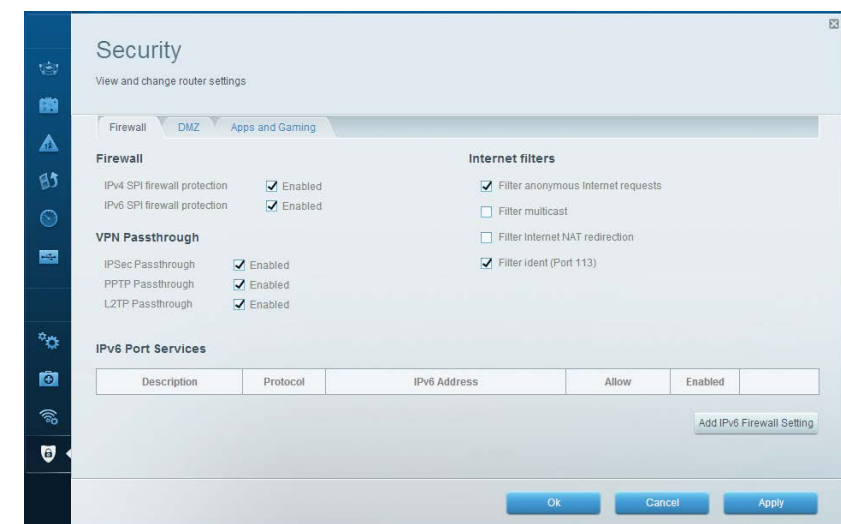 Security
View and change router settings
Firewall DMZ Apps and Gaming
Firewall
IPv4 SPI firewall protection Enabled
IPv6 SPI firewall protection Enabled
VPN Passthrough
IPSec Passthrough Enabled
PPTP Passthrough Enabled
L2TP Passthrough Enabled
Internet filters
Filter anonymous Internet requests
Filter multicast
Filter Internet NAT redirection
Filter ident (Port 113)
IPv6 Port Services
Description Protocol IPv6 Address Allow Enabled
Add IPv6 Firewall Setting
Ok Cancel Apply